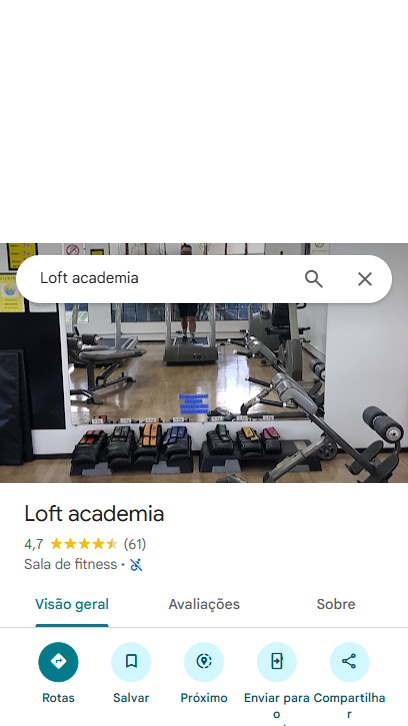 Loft academia
Loft academia
4,7 (61)
Sala de fitness ·
Visão geral
Avaliações
Sobre
Rotas
Salvar
Próximo
Enviar para o
Compartilha
r